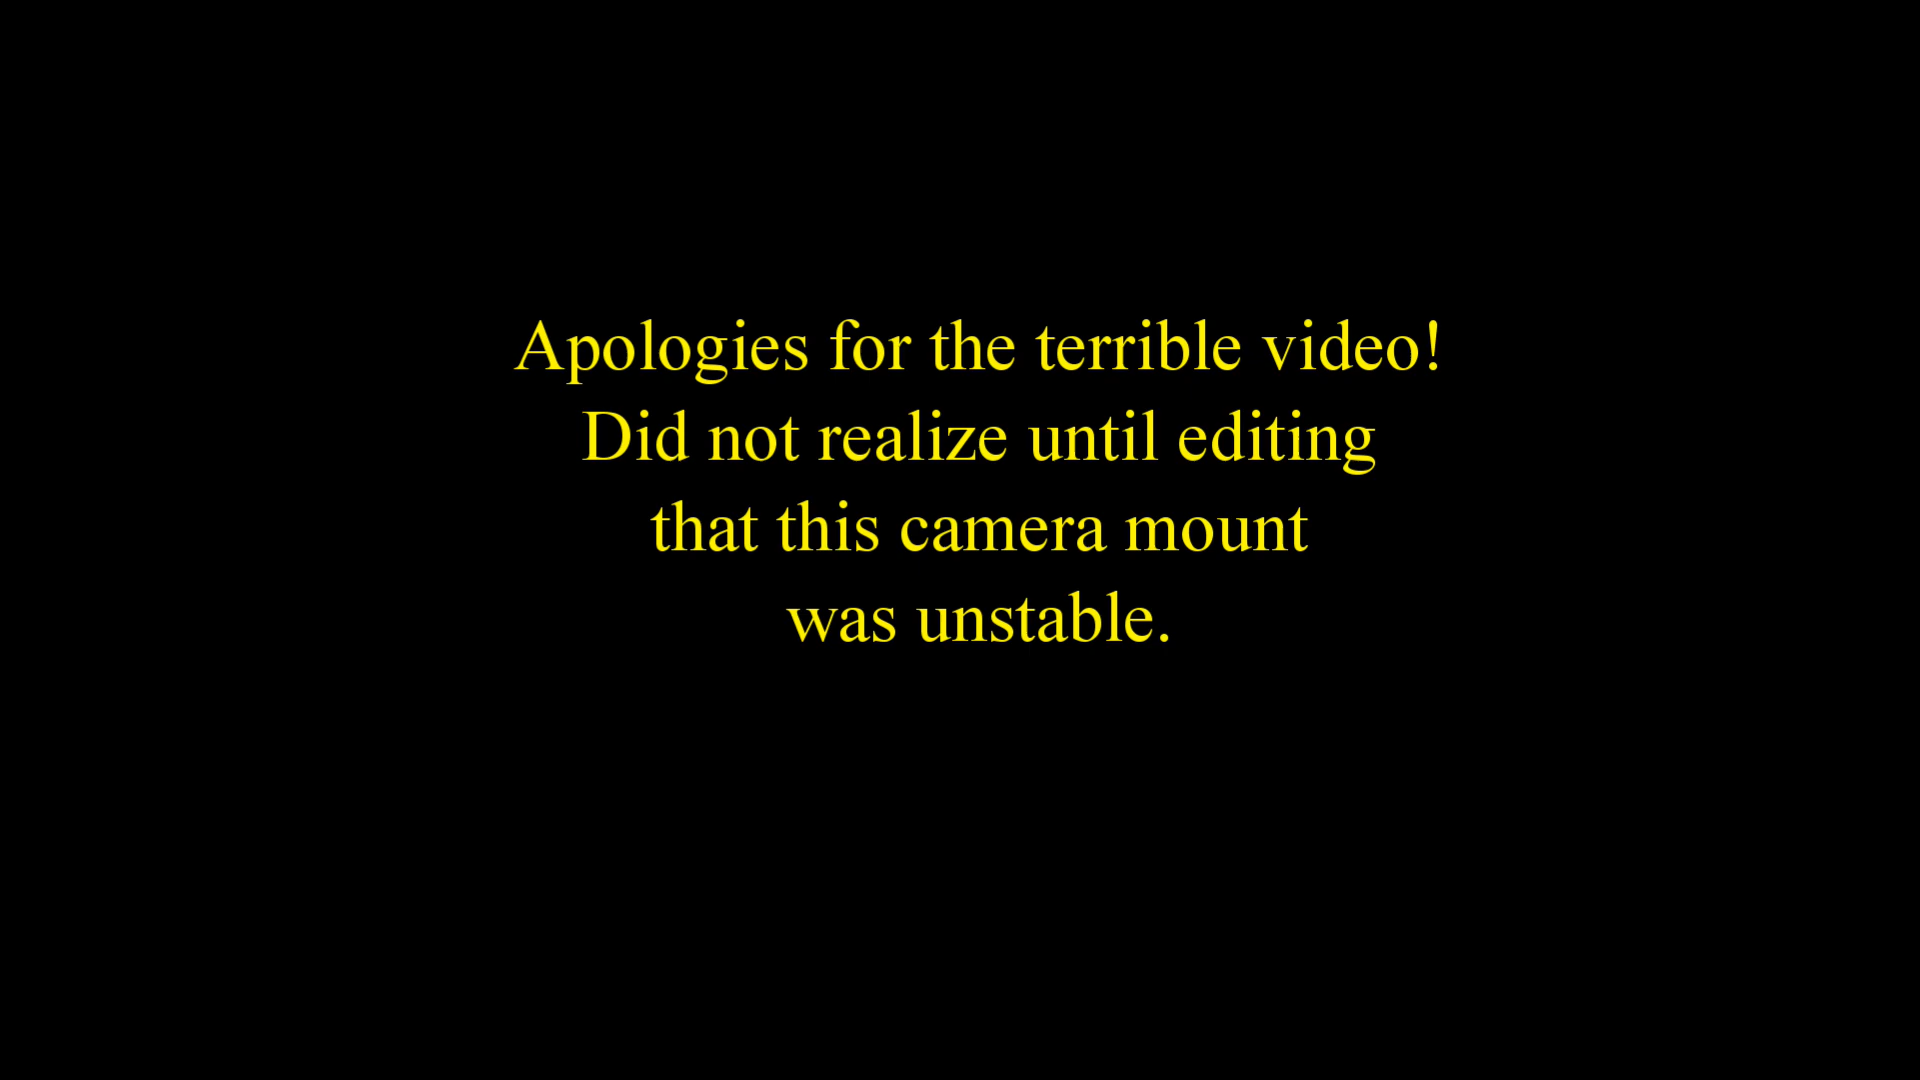 Apologies for the terrible video!
Did not realize until editing
that this camera mount
was unstable.